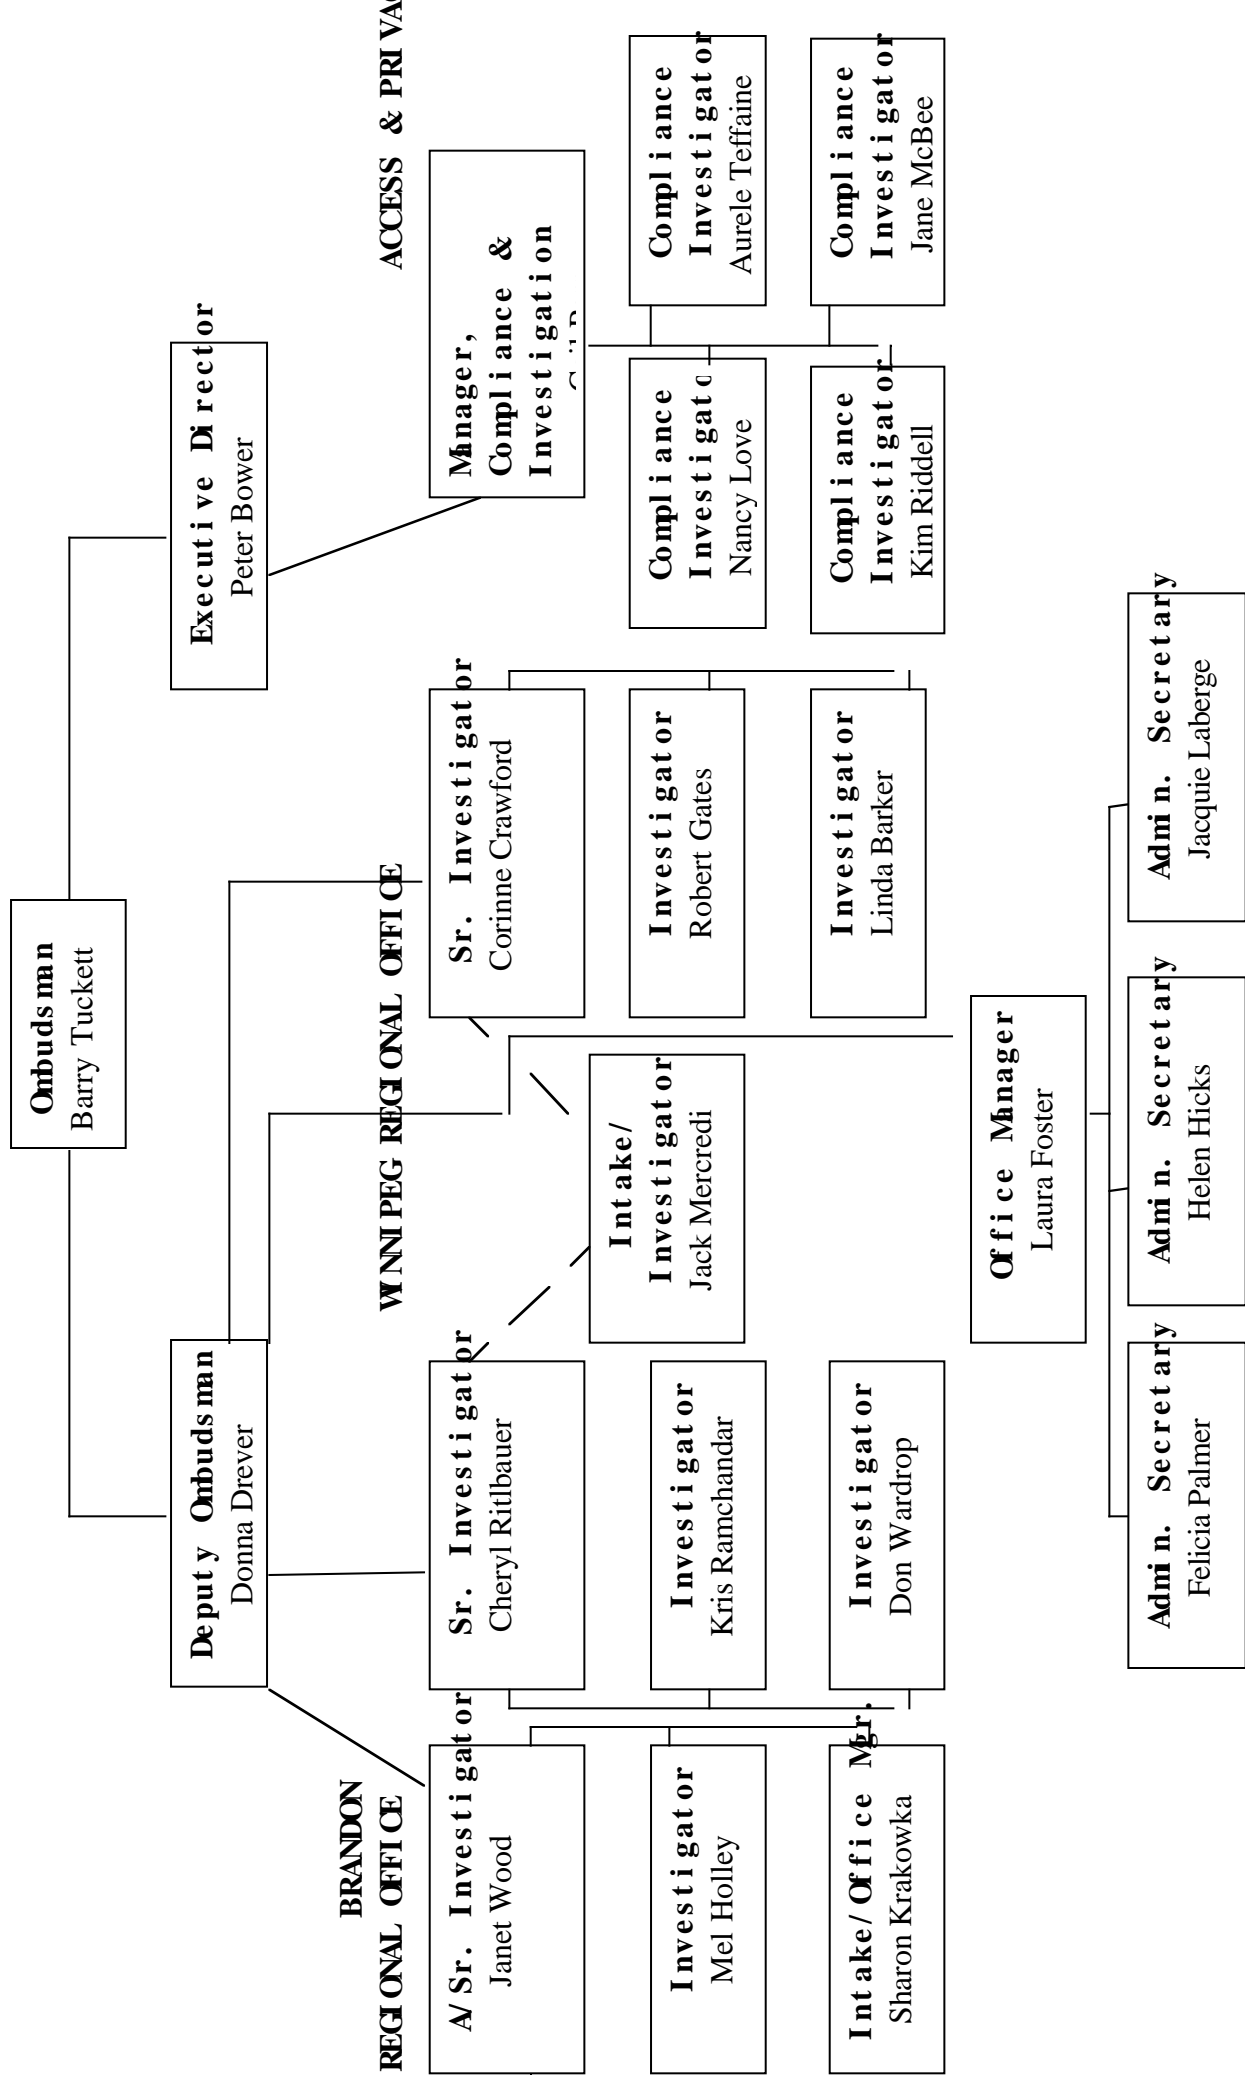 Ombudsman
Barry Tuckett
Deputy Ombudsman
Donna Drever
Executive Director
Peter Bower
BRANDON
REGIONAL OFFICE
WINNIPEG REGIONAL OFFICE
ACCESS & PRIVAC
A/Sr. Investigator
Janet Wood
Sr. Investigator
Cheryl Ritlbauer
Sr. Investigator
Corinne Crawford
Manager,
Compliance &
Investigation
Intake/
Investigator
Jack Mercredi
Investigator
Mel Holley
Investigator
Kris Ramchandar
Investigator
Robert Gates
Compliance
Investigato
Nancy Love
Compliance
Investigator
Aurele Teffaine
Intake/Office Mgr.
Sharon Krakowka
Investigator
Don Wardrop
Investigator
Linda Barker
Compliance
Investigator
Kim Riddell
Compliance
Investigator
Jane McBee
Office Manager
Laura Foster
Admin. Secretary
Felicia Palmer
Admin. Secretary
Helen Hicks
Admin. Secretary
Jacquie Laberge